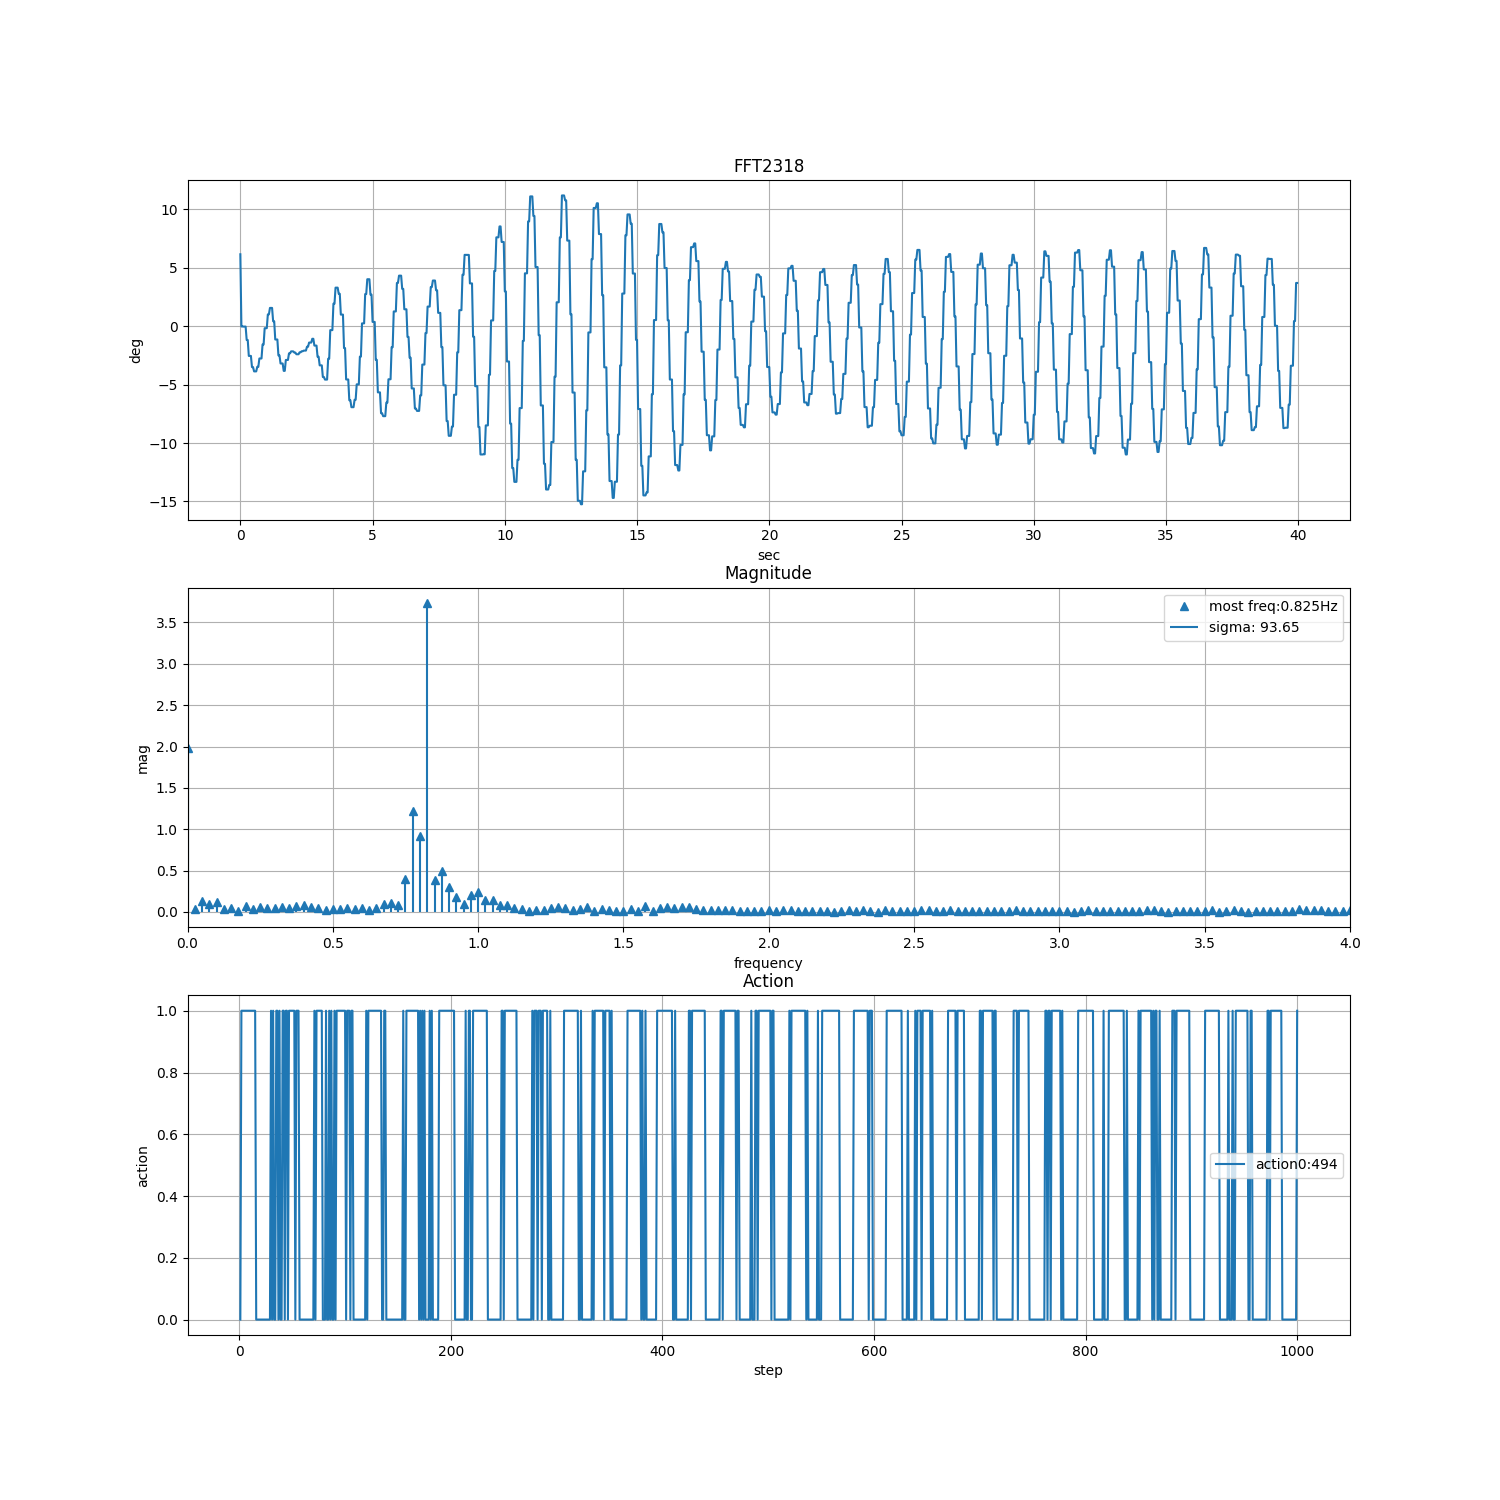 FFT2318
10
5
0
−5
−10
−15
deg
0 5 10 15 20 25 30 35 40
sec
Magnitude
most freq:0.825Hz
sigma: 93.65
3.5
3.0
2.5
2.0
1.5
1.0
0.5
0.0
mag
0.0 0.5 1.0 1.5 2.0 2.5 3.0 3.5 4.0
frequency
Action
1.0
0.8
0.6
0.4
0.2
0.0
action
action0:494
0 200 400 600 800 1000
step